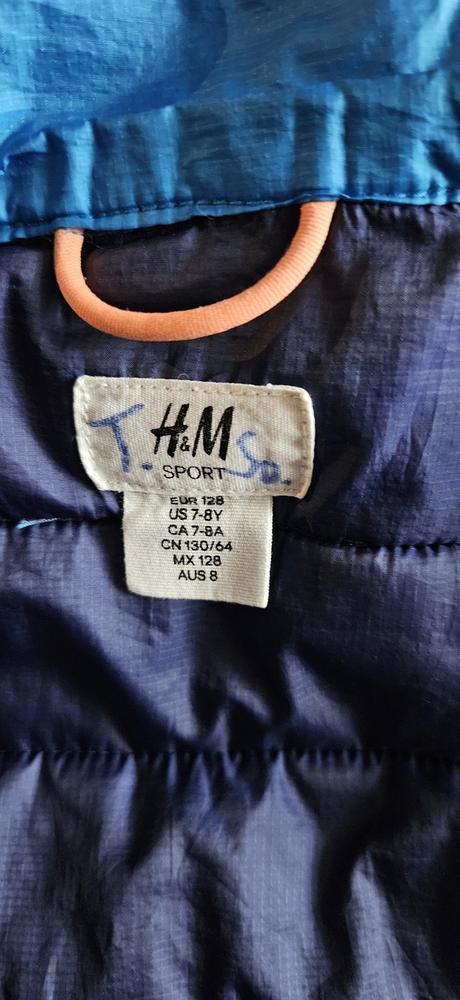 T. H&M So.
SPORT
EUR 128
US 7-8Y
CA 7-8A
CN 130/64
MX 128
AUS 8